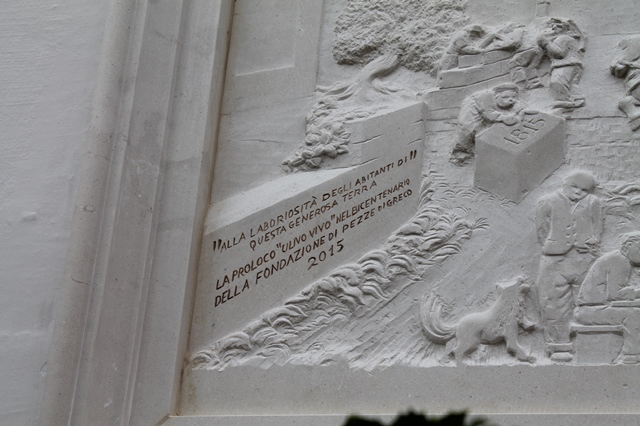 1815
"ALLA LABORIOSITÀ DEGLI ABITANTI DI"
QUESTA GENEROSA TERRA
LA PROLOCO "ULIVO VIVO" NEL BICENTENARIO
DELLA FONDAZIONE DI PEZZE DI GRECO
2015